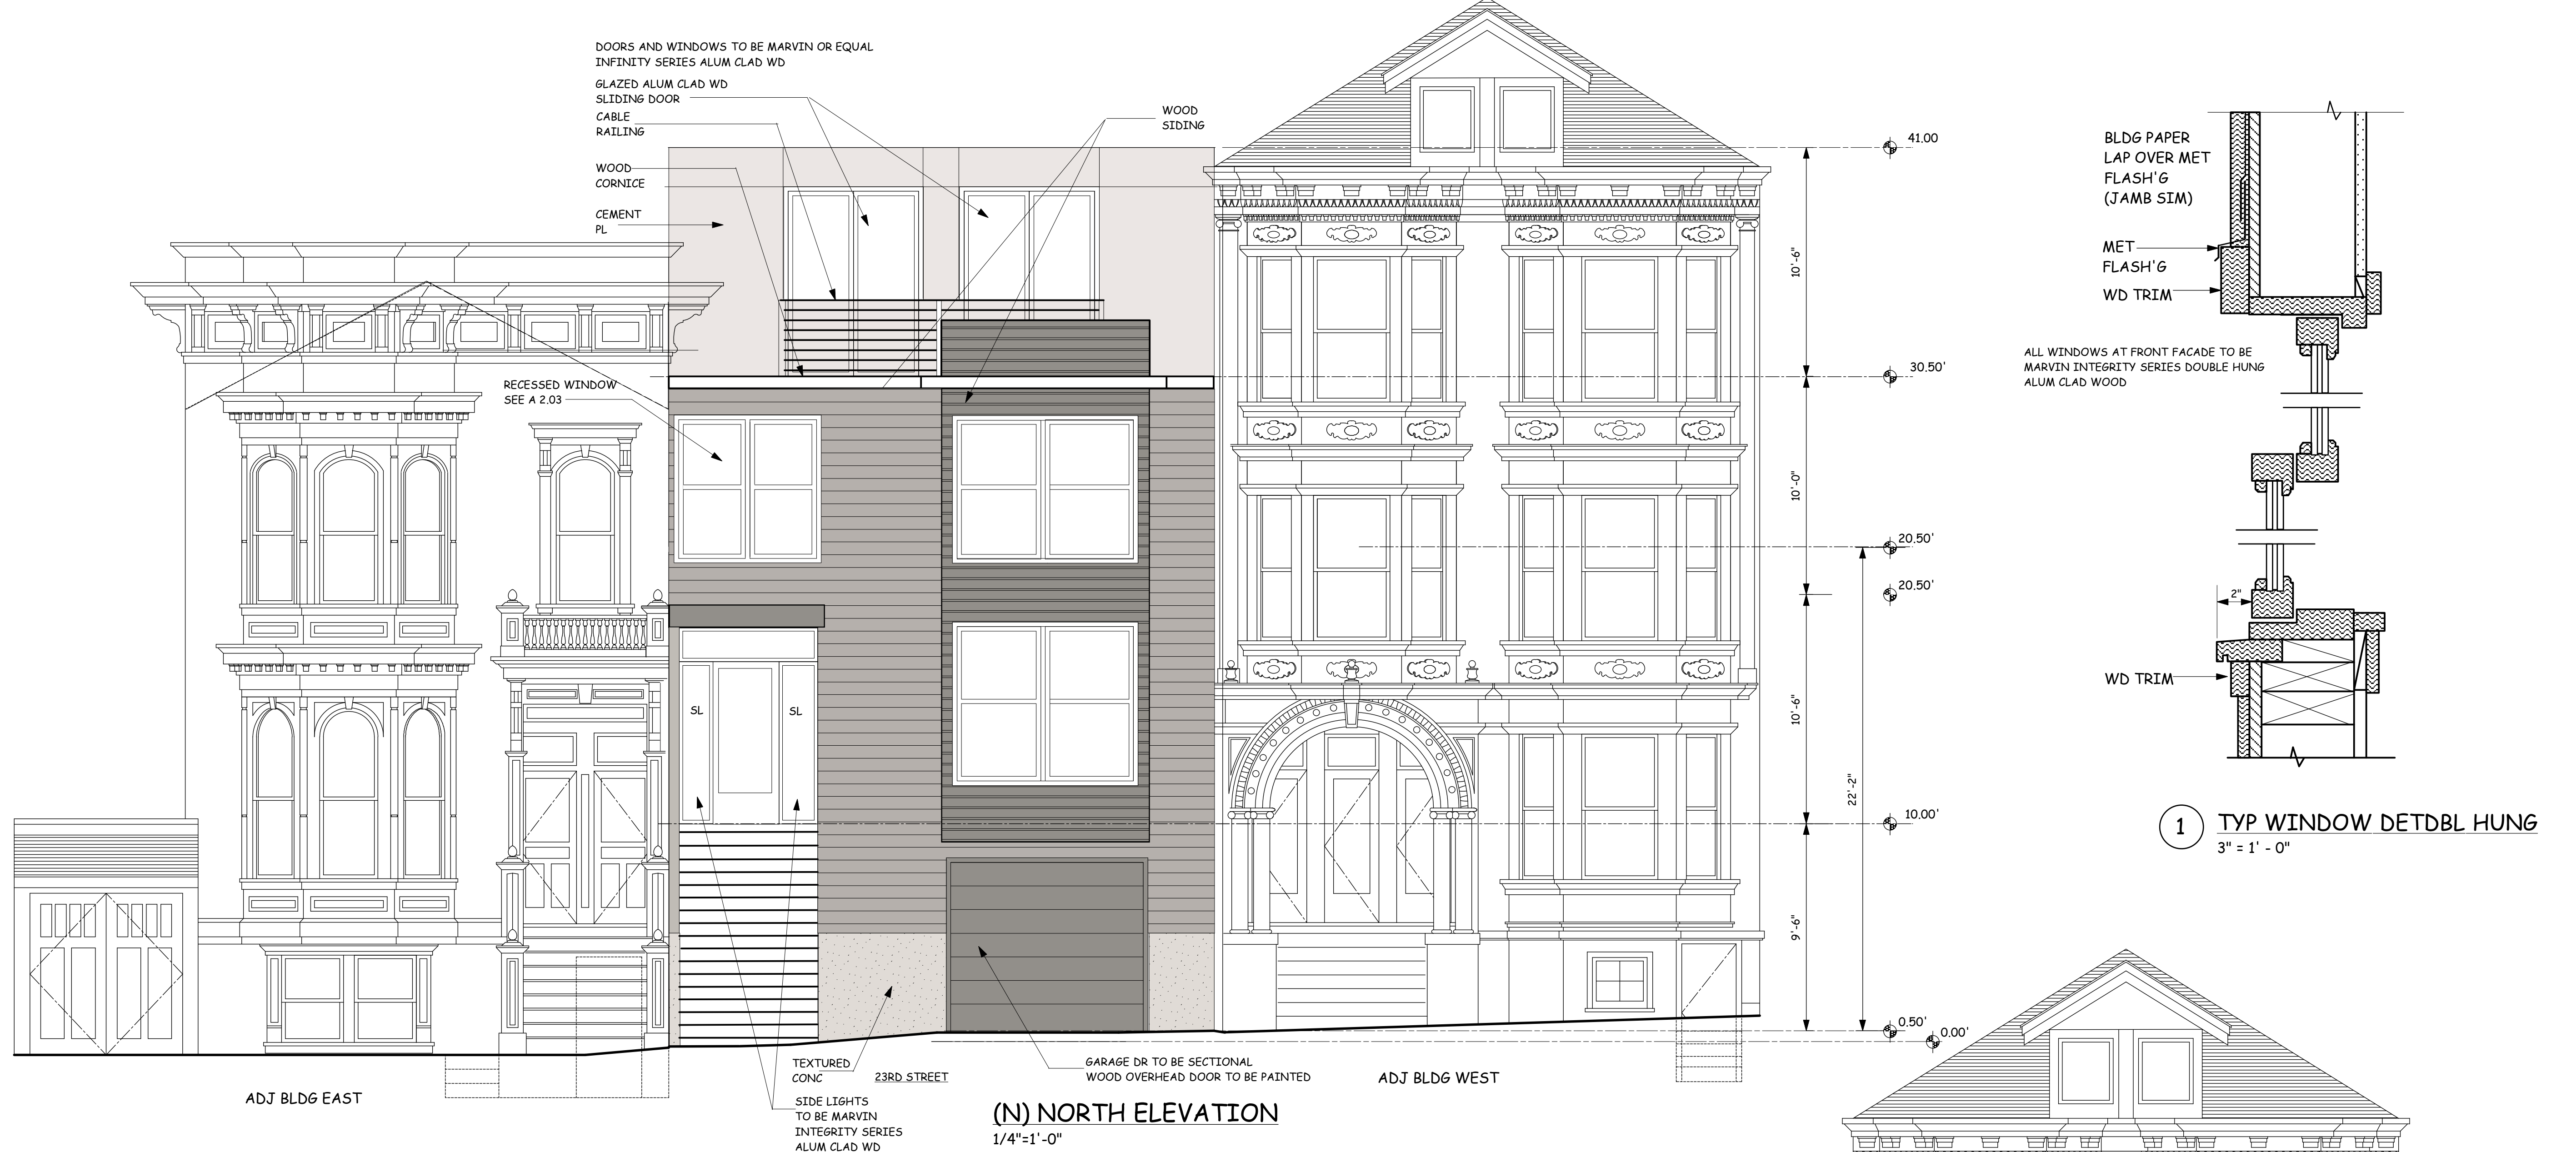 DOORS AND WINDOWS TO BE MARVIN OR EQUAL
INFINITY SERIES ALUM CLAD WD
GLAZED ALUM CLAD WD
SLIDING DOOR
CABLE
RAILING
WOOD
CORNICE
CEMENT
PL
RECESSED WINDOW
SEE A 2.03
WOOD
SIDING
SL
SL
41.00
30.50'
20.50'
20.50'
10.00'
0.50'
0.00'
10'-6"
10'-0"
10'-6"
9'-6"
22'-2"
TEXTURED
CONC
23RD STREET
SIDE LIGHTS
TO BE MARVIN
INTEGRITY SERIES
ALUM CLAD WD
GARAGE DR TO BE SECTIONAL
WOOD OVERHEAD DOOR TO BE PAINTED
ADJ BLDG EAST
ADJ BLDG WEST
(N) NORTH ELEVATION
1/4"=1'-0"
BLDG PAPER
LAP OVER MET
FLASH'G
(JAMB SIM)
MET
FLASH'G
WD TRIM
ALL WINDOWS AT FRONT FACADE TO BE
MARVIN INTEGRITY SERIES DOUBLE HUNG
ALUM CLAD WOOD
2"
WD TRIM
1
TYP WINDOW DETDBL HUNG
3" = 1' - 0"